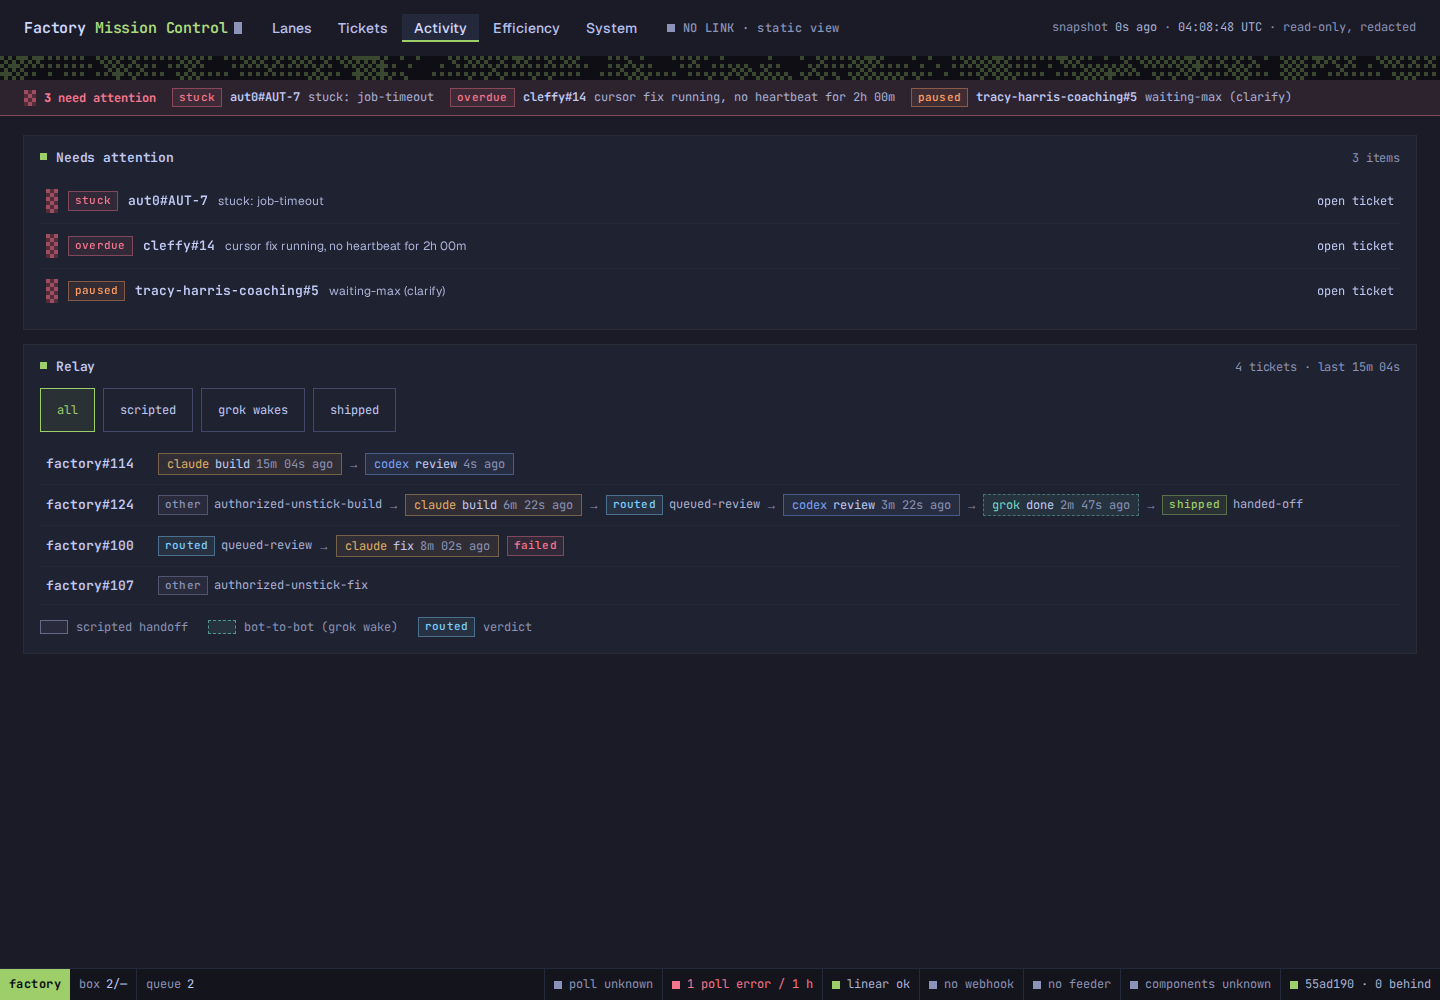 Factory Mission Control Lanes Tickets Activity Efficiency System NO LINK · static view snapshot 0s ago · 04:08:48 UTC · read-only, redacted
3 need attention stuck aut0#AUT-7 stuck: job-timeout overdue cleffy#14 cursor fix running, no heartbeat for 2h 00m paused tracy-harris-coaching#5 waiting-max (clarify)
Needs attention 3 items
stuck aut0#AUT-7 stuck: job-timeout open ticket
overdue cleffy#14 cursor fix running, no heartbeat for 2h 00m open ticket
paused tracy-harris-coaching#5 waiting-max (clarify) open ticket
Relay 4 tickets · last 15m 04s
all scripted grok wakes shipped
factory#114 claude build 15m 04s ago → codex review 4s ago
factory#124 other authorized-unstick-build → claude build 6m 22s ago → routed queued-review → codex review 3m 22s ago → grok done 2m 47s ago → shipped handed-off
factory#100 routed queued-review → claude fix 8m 02s ago failed
factory#107 other authorized-unstick-fix
scripted handoff bot-to-bot (grok wake) routed verdict
factory box 2/— queue 2 poll unknown 1 poll error / 1 h linear ok no webhook no feeder components unknown 55ad190 · 0 behind